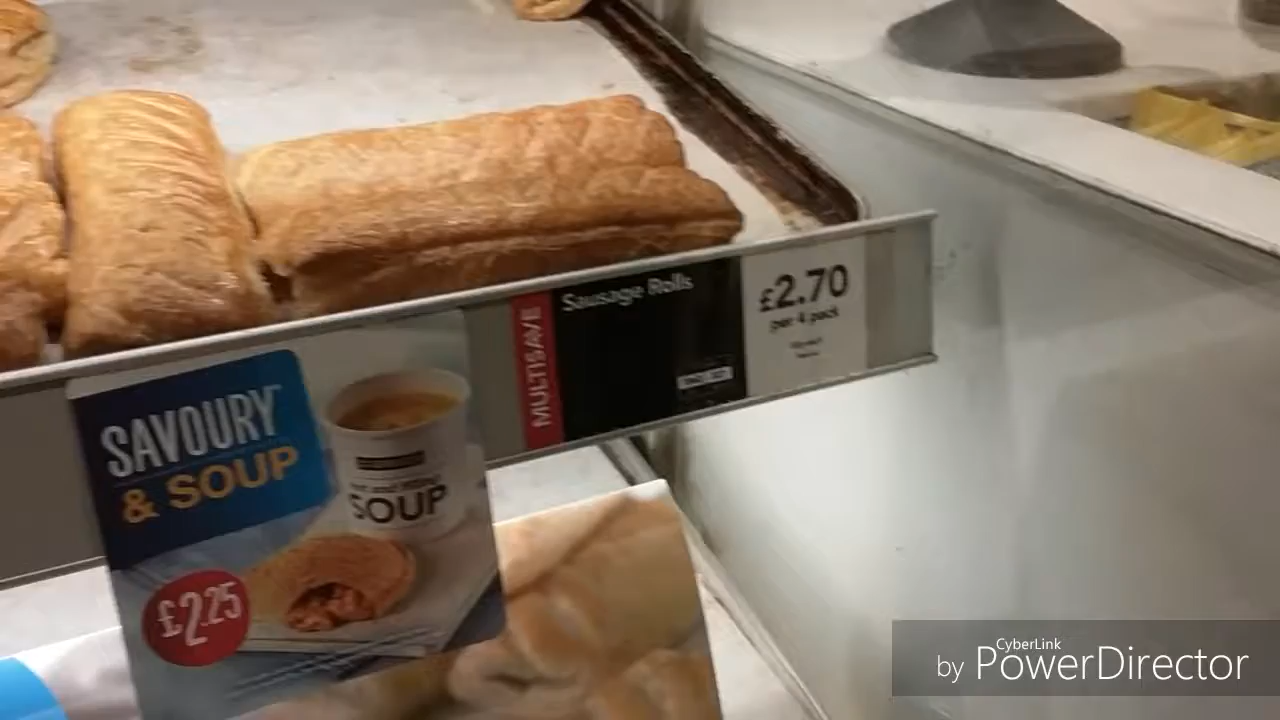 Sausage Rolls
MULTISAVE
£2.70
per 4 pack
SAVOURY
& SOUP
SOUP
£2.25
CyberLink
by PowerDirector